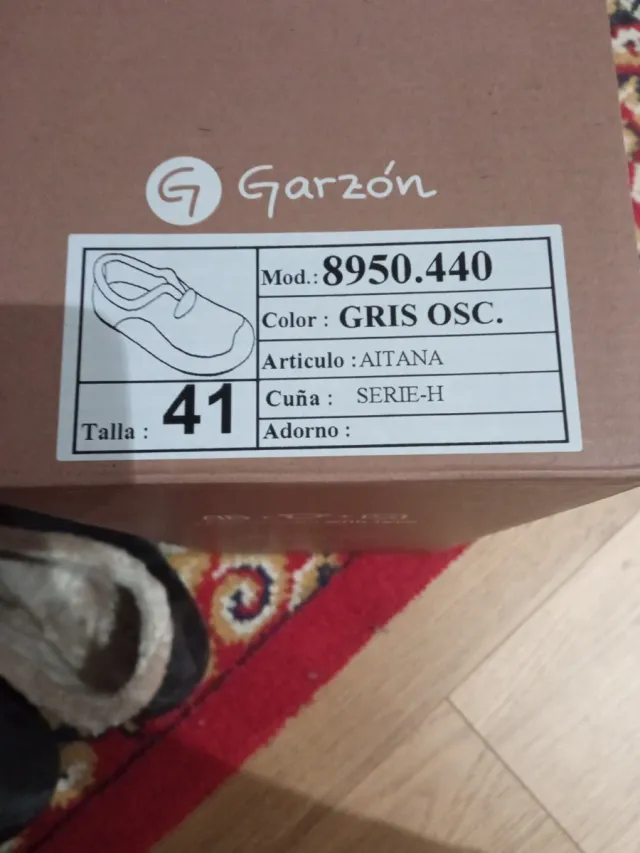 G Garzón
Mod.: 8950.440
Color : GRIS OSC.
Articulo : AITANA
Cuña : SERIE-H
Talla : 41
Adorno :